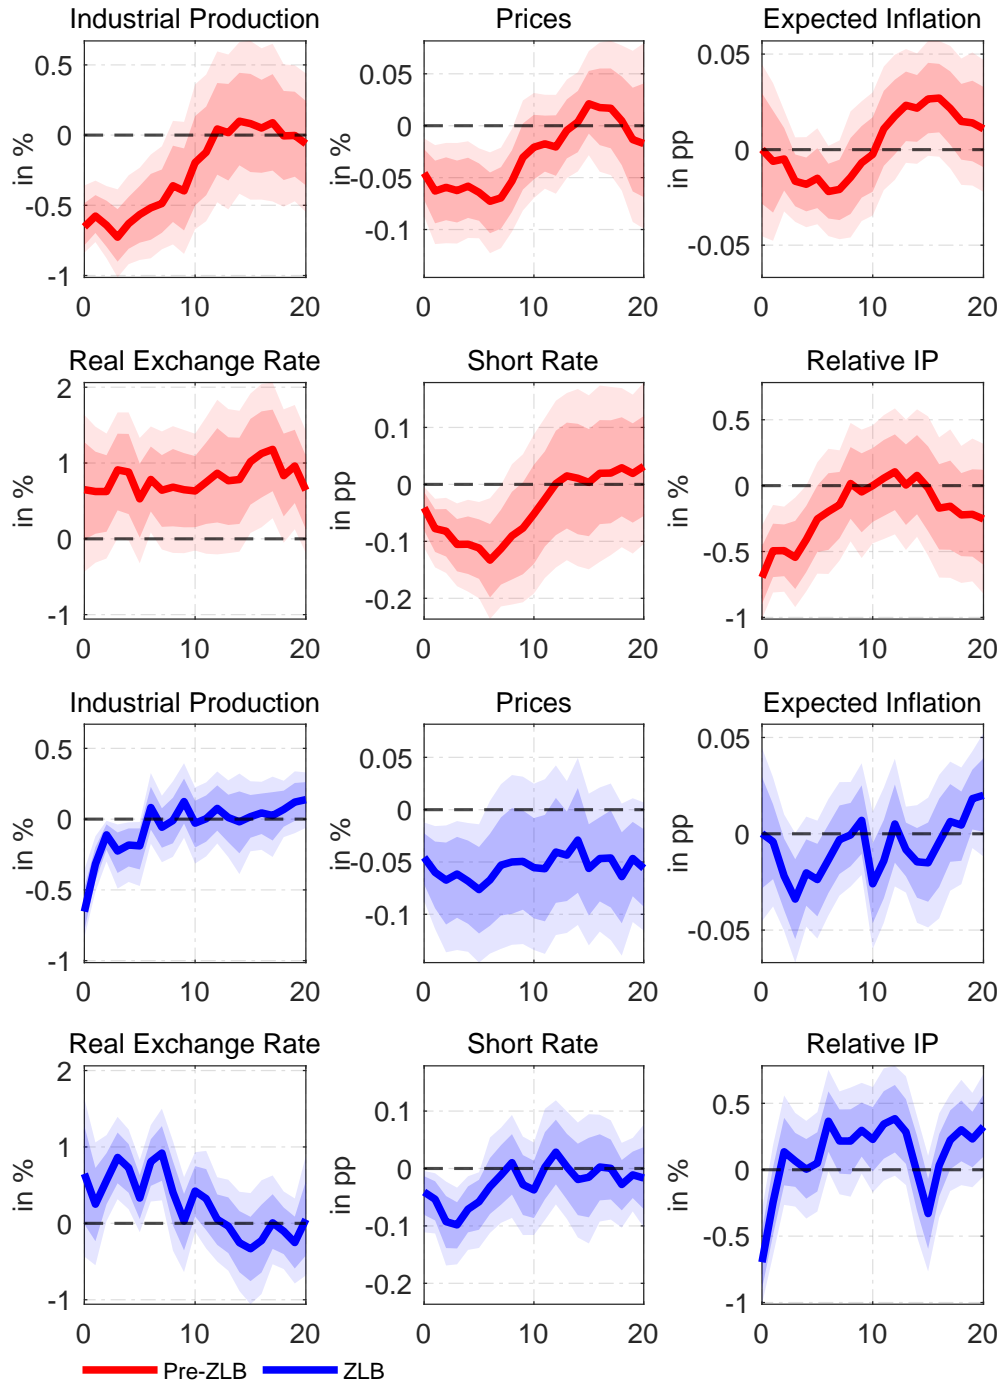 Industrial Production Prices Expected Inflation
in % 0.5 0 -0.5 -1 0 10 20
in % 0.05 0 -0.05 -0.1 0 10 20
in pp 0.05 0 -0.05 0 10 20
Real Exchange Rate Short Rate Relative IP
in % 2 1 0 -1 0 10 20
in pp 0.1 0 -0.1 -0.2 0 10 20
in % 0.5 0 -0.5 -1 0 10 20
Industrial Production Prices Expected Inflation
in % 0.5 0 -0.5 -1 0 10 20
in % 0.05 0 -0.05 -0.1 0 10 20
in pp 0.05 0 -0.05 0 10 20
Real Exchange Rate Short Rate Relative IP
in % 2 1 0 -1 0 10 20
in pp 0.1 0 -0.1 -0.2 0 10 20
in % 0.5 0 -0.5 -1 0 10 20
Pre-ZLB ZLB